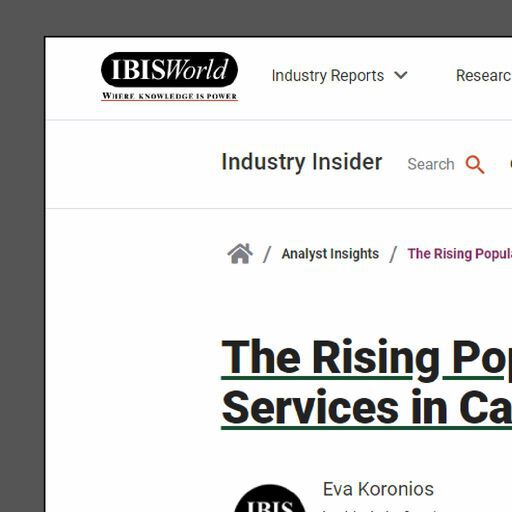 IBISWorld
WHERE KNOWLEDGE IS POWER
Industry Reports
Researc
Industry Insider
Search
/ Analyst Insights / The Rising Popul
The Rising Pop
Services in Ca
Eva Koronios
IBIS